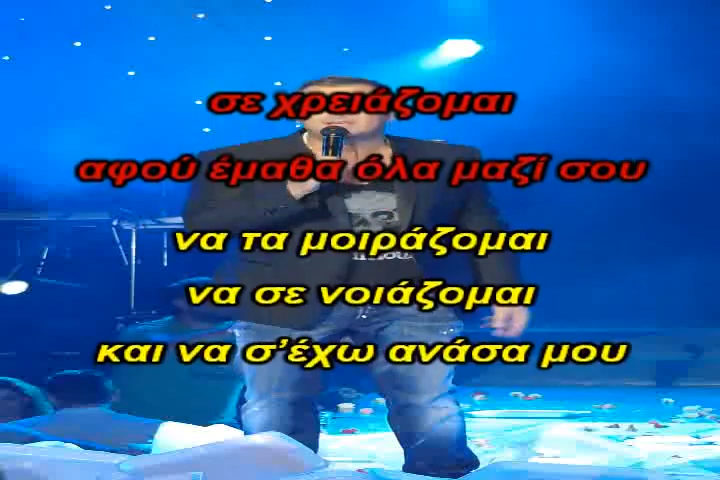 σε χρειάζομαι
αφού έμαθα όλα μαζί σου
να τα μοιράζομαι
να σε νοιάζομαι
και να σ'έχω ανάσα μου